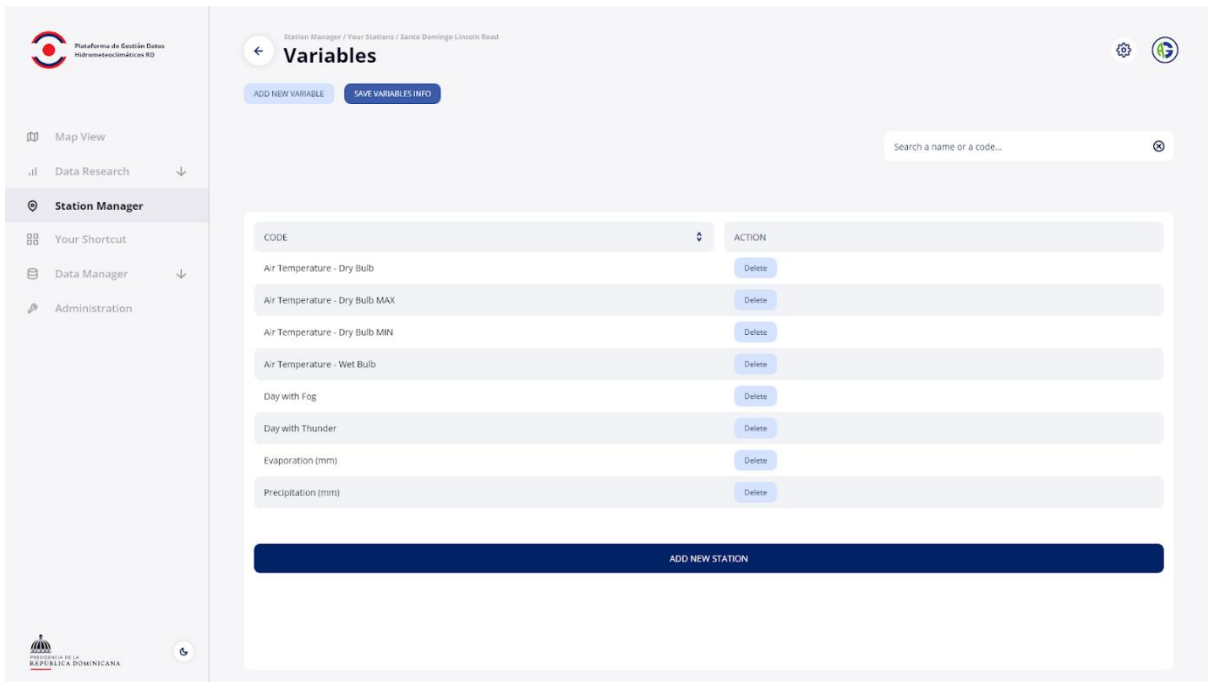 Plataforma de Gestión Datos
Hidrometeoclimáticas RD
Station Manager / Your Stations / Santo Domingo Lincoln Road
Variables
ADD NEW VARIABLE
SAVE VARIABLES INFO
Map View
Data Research
Station Manager
Your Shortcut
Data Manager
Administration
Search a name or a code...
CODE ACTION
Air Temperature - Dry Bulb Delete
Air Temperature - Dry Bulb MAX Delete
Air Temperature - Dry Bulb MIN Delete
Air Temperature - Wet Bulb Delete
Day with Fog Delete
Day with Thunder Delete
Evaporation (mm) Delete
Precipitation (mm) Delete
ADD NEW STATION
PRESIDENCIA DE LA
REPÚBLICA DOMINICANA